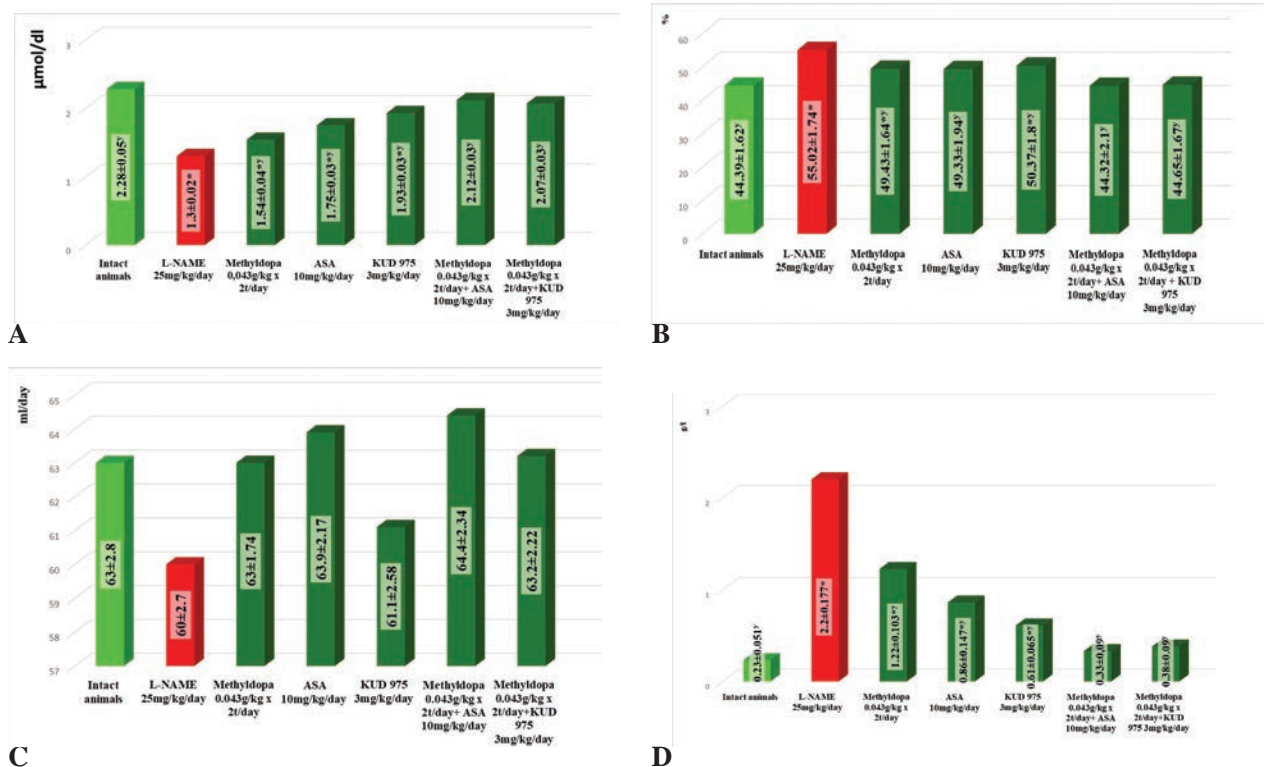 µmol/dl
3
2
1
0
2.28±0.05ʸ
1.3±0.02*
1.54±0.04*ʸ
1.75±0.03*ʸ
1.93±0.03*ʸ
2.12±0.03ʸ
2.07±0.03ʸ
Intact
animals
L-NAME
25mg/kg/day
Methyldopa
0,043g/kg x
2t/day
ASA
10mg/kg/day
KUD 975
3mg/kg/day
Methyldopa
0.043g/kg x
2t/day+ ASA
10mg/kg/day
Methyldopa
0.043g/kg x
2t/day+KUD
975
3mg/kg/day
A
%
60
50
40
30
20
10
0
44.39±1.62ʸ
55.02±1.74*
49.43±1.64*ʸ
49.33±1.94ʸ
50.37±1.8*ʸ
44.32±2.1ʸ
44.65±1.67ʸ
Intact animals
L-NAME
25mg/kg/day
Methyldopa
0.043g/kg x
2t/day
ASA
10mg/kg/day
KUD 975
3mg/kg/day
Methyldopa
0.043g/kg x
2t/day+ ASA
10mg/kg/day
Methyldopa
0.043g/kg x
2t/day + KUD
975
3mg/kg/day
B
ml/day
65
64
63
62
61
60
59
58
57
63±2.8
60±2.7
63±1.74
63.9±2.17
61.1±2.58
64.4±2.34
63.2±2.22
Intact
animals
L-NAME
25mg/kg/day
Methyldopa
0.043g/kg x
2t/day
ASA
10mg/kg/day
KUD 975
3mg/kg/day
Methyldopa
0.043g/kg x
2t/day+ ASA
10mg/kg/day
Methyldopa
0.043g/kg x
2t/day+KUD
975
3mg/kg/day
C
3
2
1
0
0.23±0.051ʸ
2.2±0.177*
1.22±0.103*ʸ
0.86±0.147*ʸ
0.61±0.065*ʸ
0.33±0.09ʸ
0.38±0.09ʸ
Intact animals
L-NAME
25mg/kg/day
Methyldopa
0.043g/kg x
2t/day
ASA
10mg/kg/day
KUD 975
3mg/kg/day
Methyldopa
0.043g/kg x
2t/day+ ASA
10mg/kg/day
Methyldopa
0.043g/kg x
2t/day+KUD
975 3mg/kg/day
D